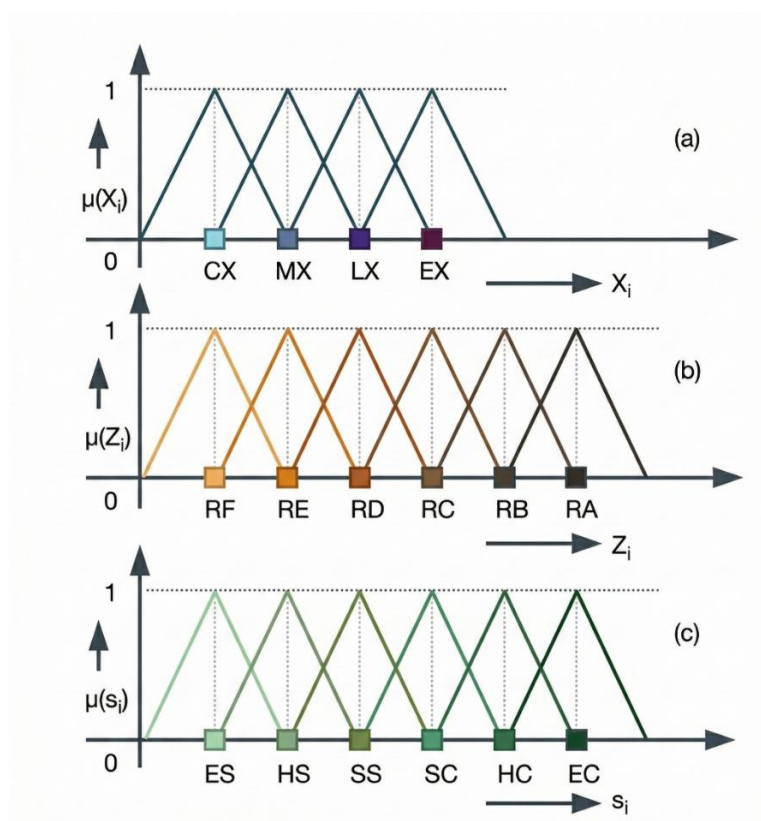 1
(a)
μ(Xᵢ)
0
CX MX LX EX
Xᵢ
1
(b)
μ(Zᵢ)
0
RF RE RD RC RB RA
Zᵢ
1
(c)
μ(sᵢ)
0
ES HS SS SC HC EC
sᵢ